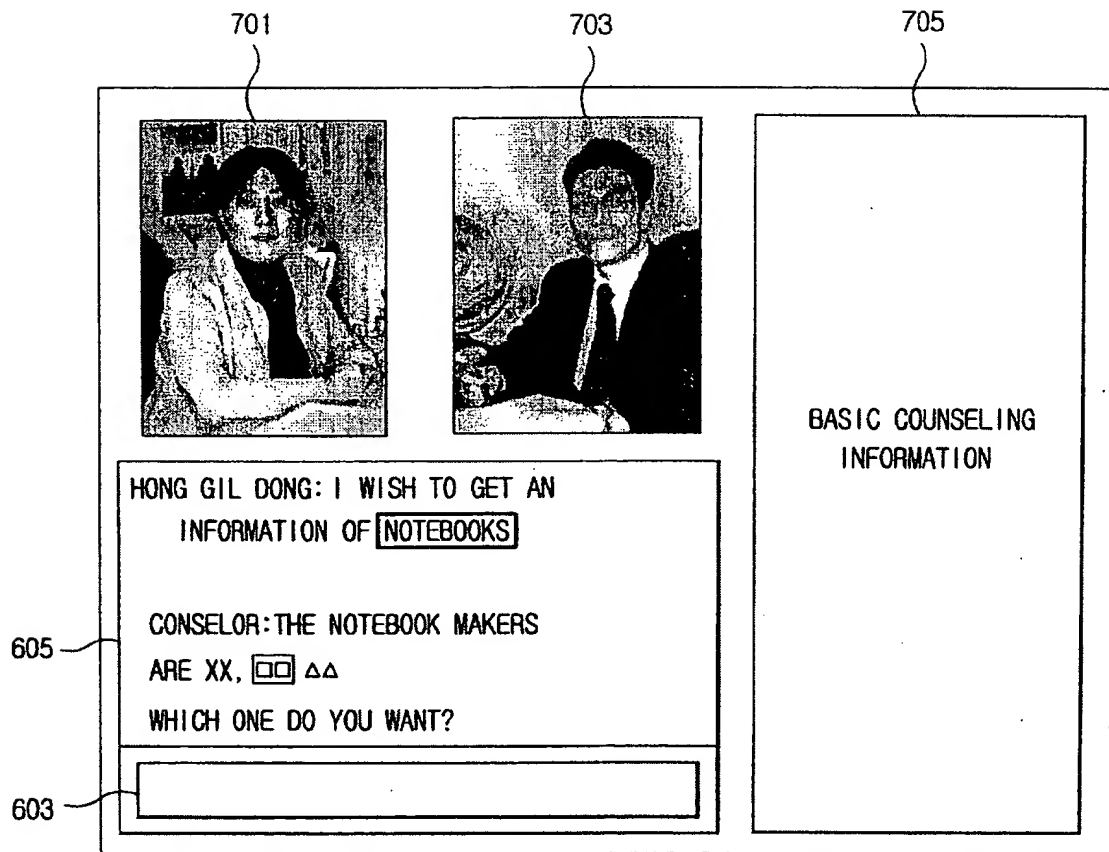 701 703 705
HONG GIL DONG: I WISH TO GET AN
INFORMATION OF NOTEBOOKS
CONSELOR:THE NOTEBOOK MAKERS
ARE XX, □□ △△
WHICH ONE DO YOU WANT?
BASIC COUNSELING
INFORMATION
605
603